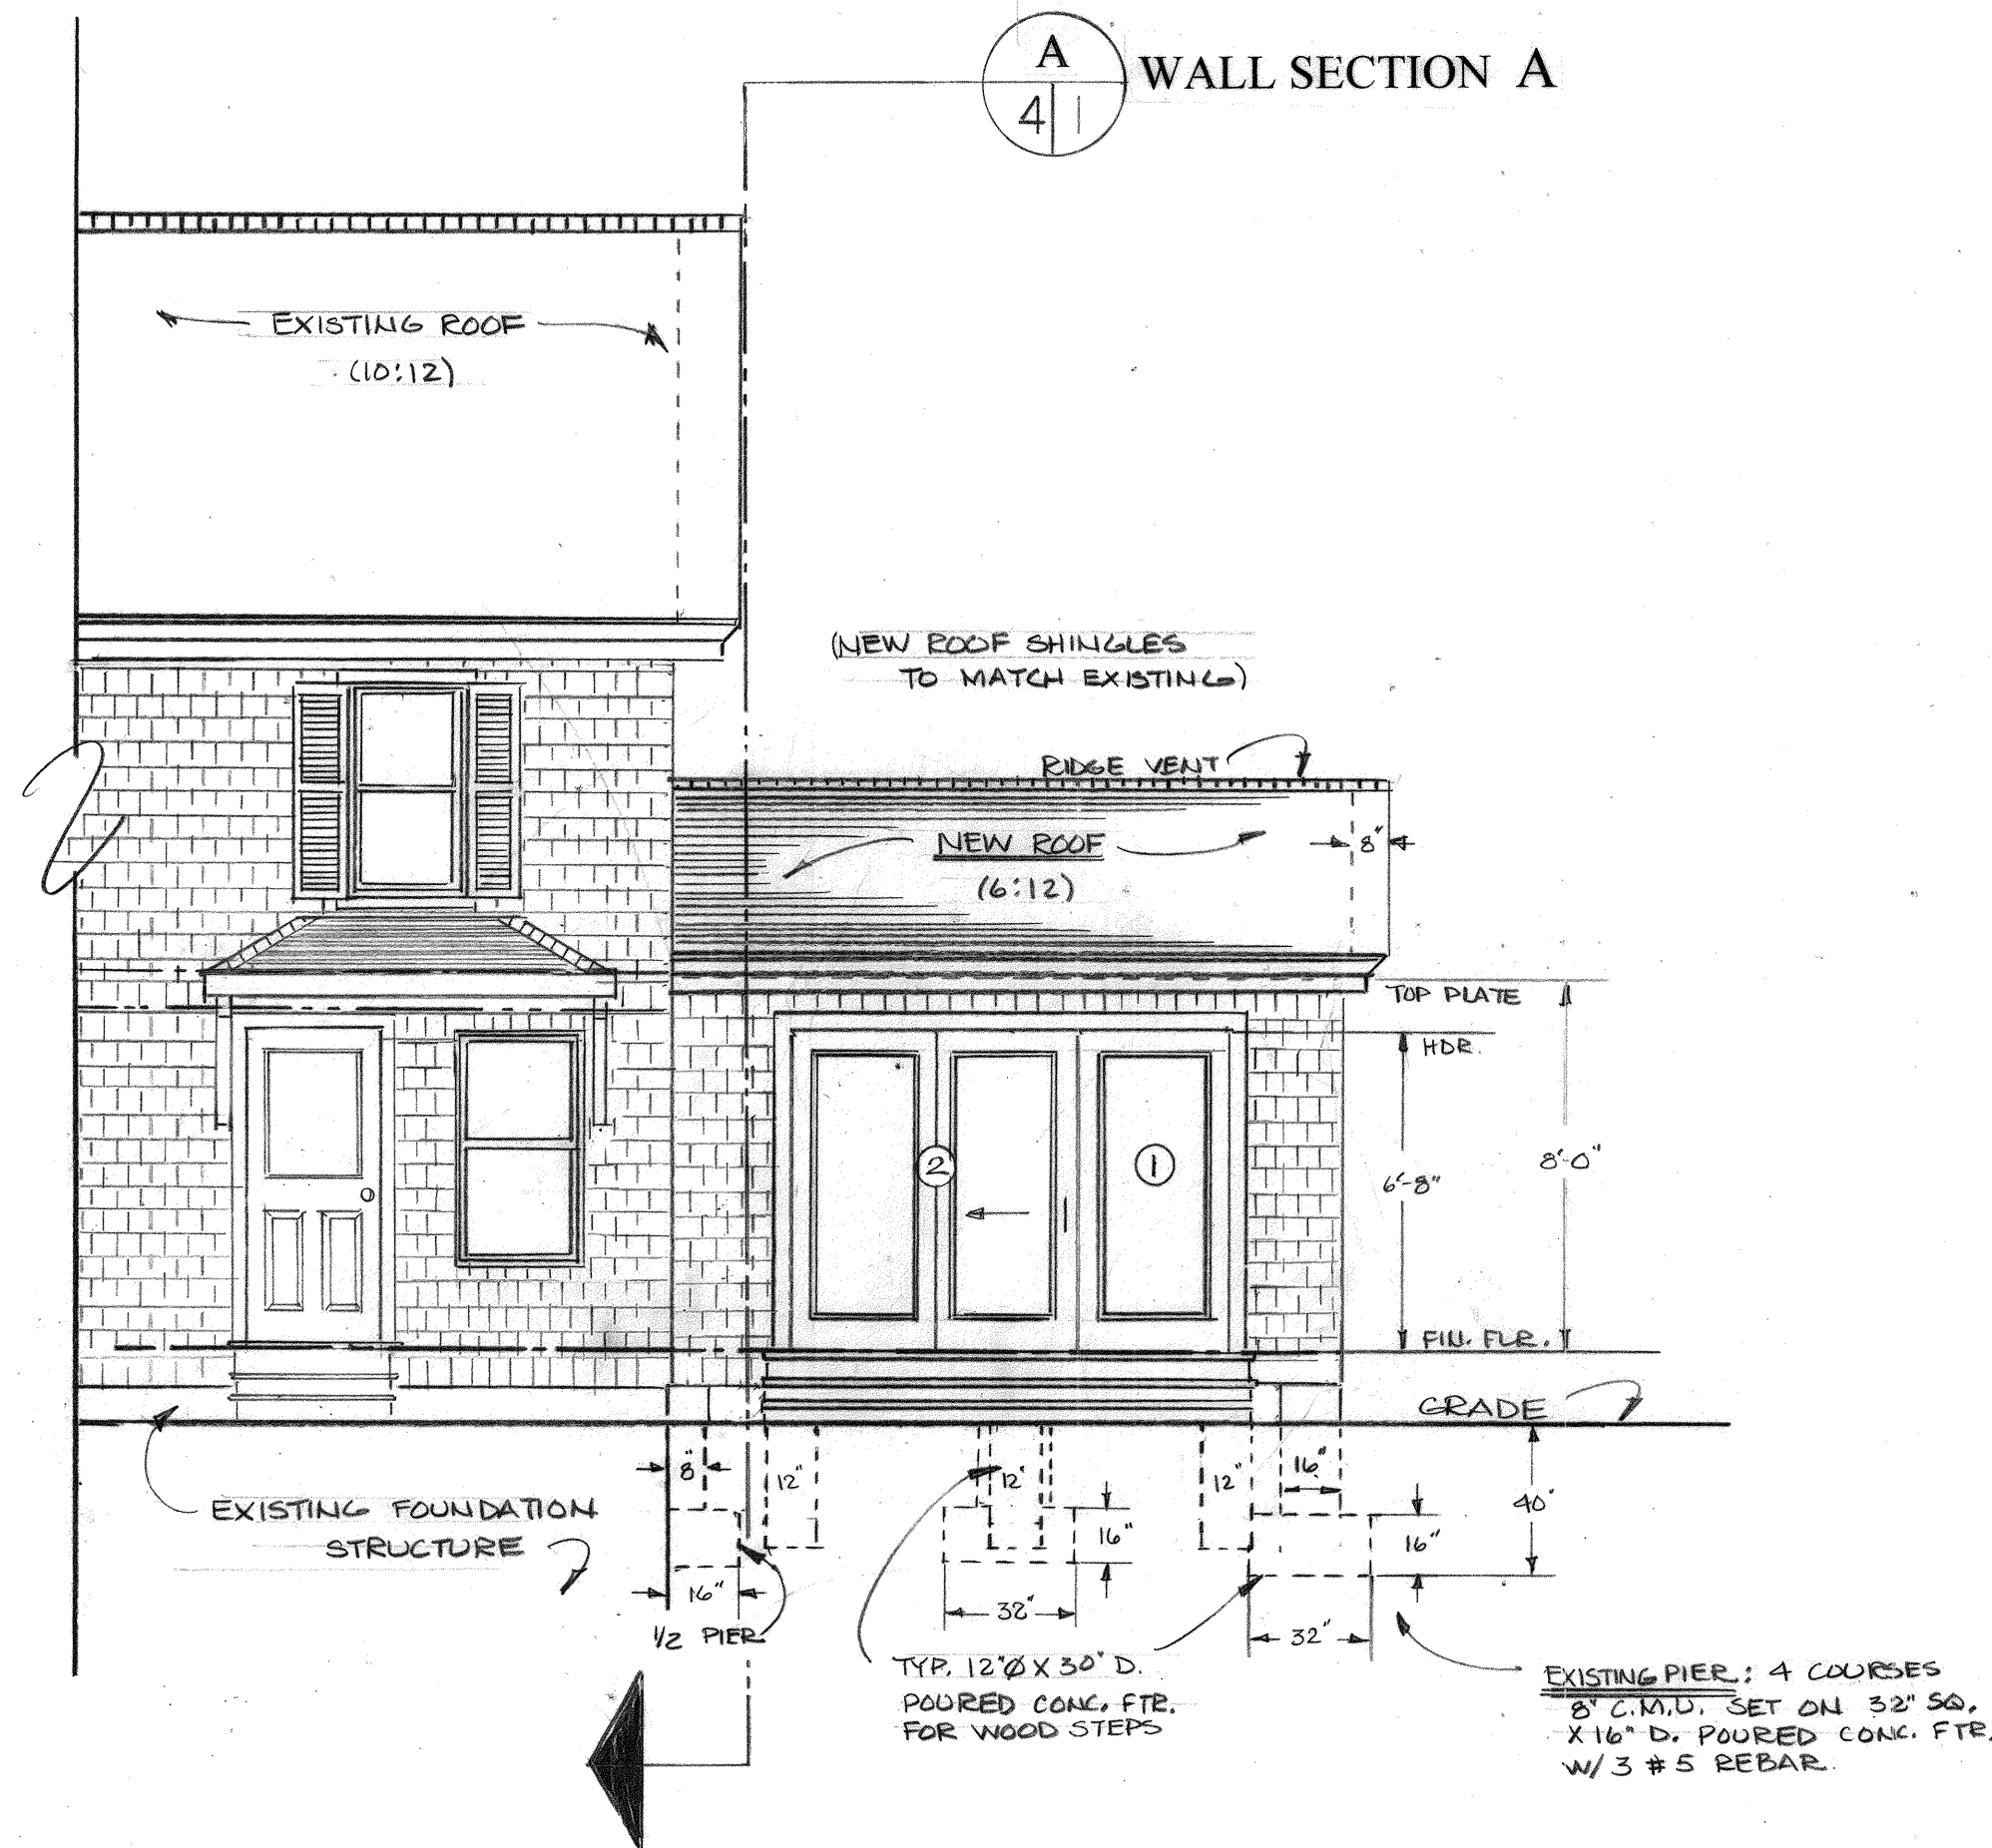 A
4 1
WALL SECTION A
EXISTING ROOF
(10:12)
(NEW ROOF SHINGLES
TO MATCH EXISTING)
RIDGE VENT
NEW ROOF
(6:12)
8"
TOP PLATE
HDR.
2
1
6'-8"
8'-0"
FIN. FLR.
GRADE
8"
12"
12"
12"
16"
40"
EXISTING FOUNDATION
STRUCTURE
16"
16"
16"
32"
32"
1/2 PIER
TYP. 12"Ø X 30" D.
POURED CONC. FTR.
FOR WOOD STEPS
EXISTING PIER: 4 COURSES
8" C.M.U. SET ON 32" SQ.
X 16" D. POURED CONC. FTR.
W/ 3 #5 REBAR.